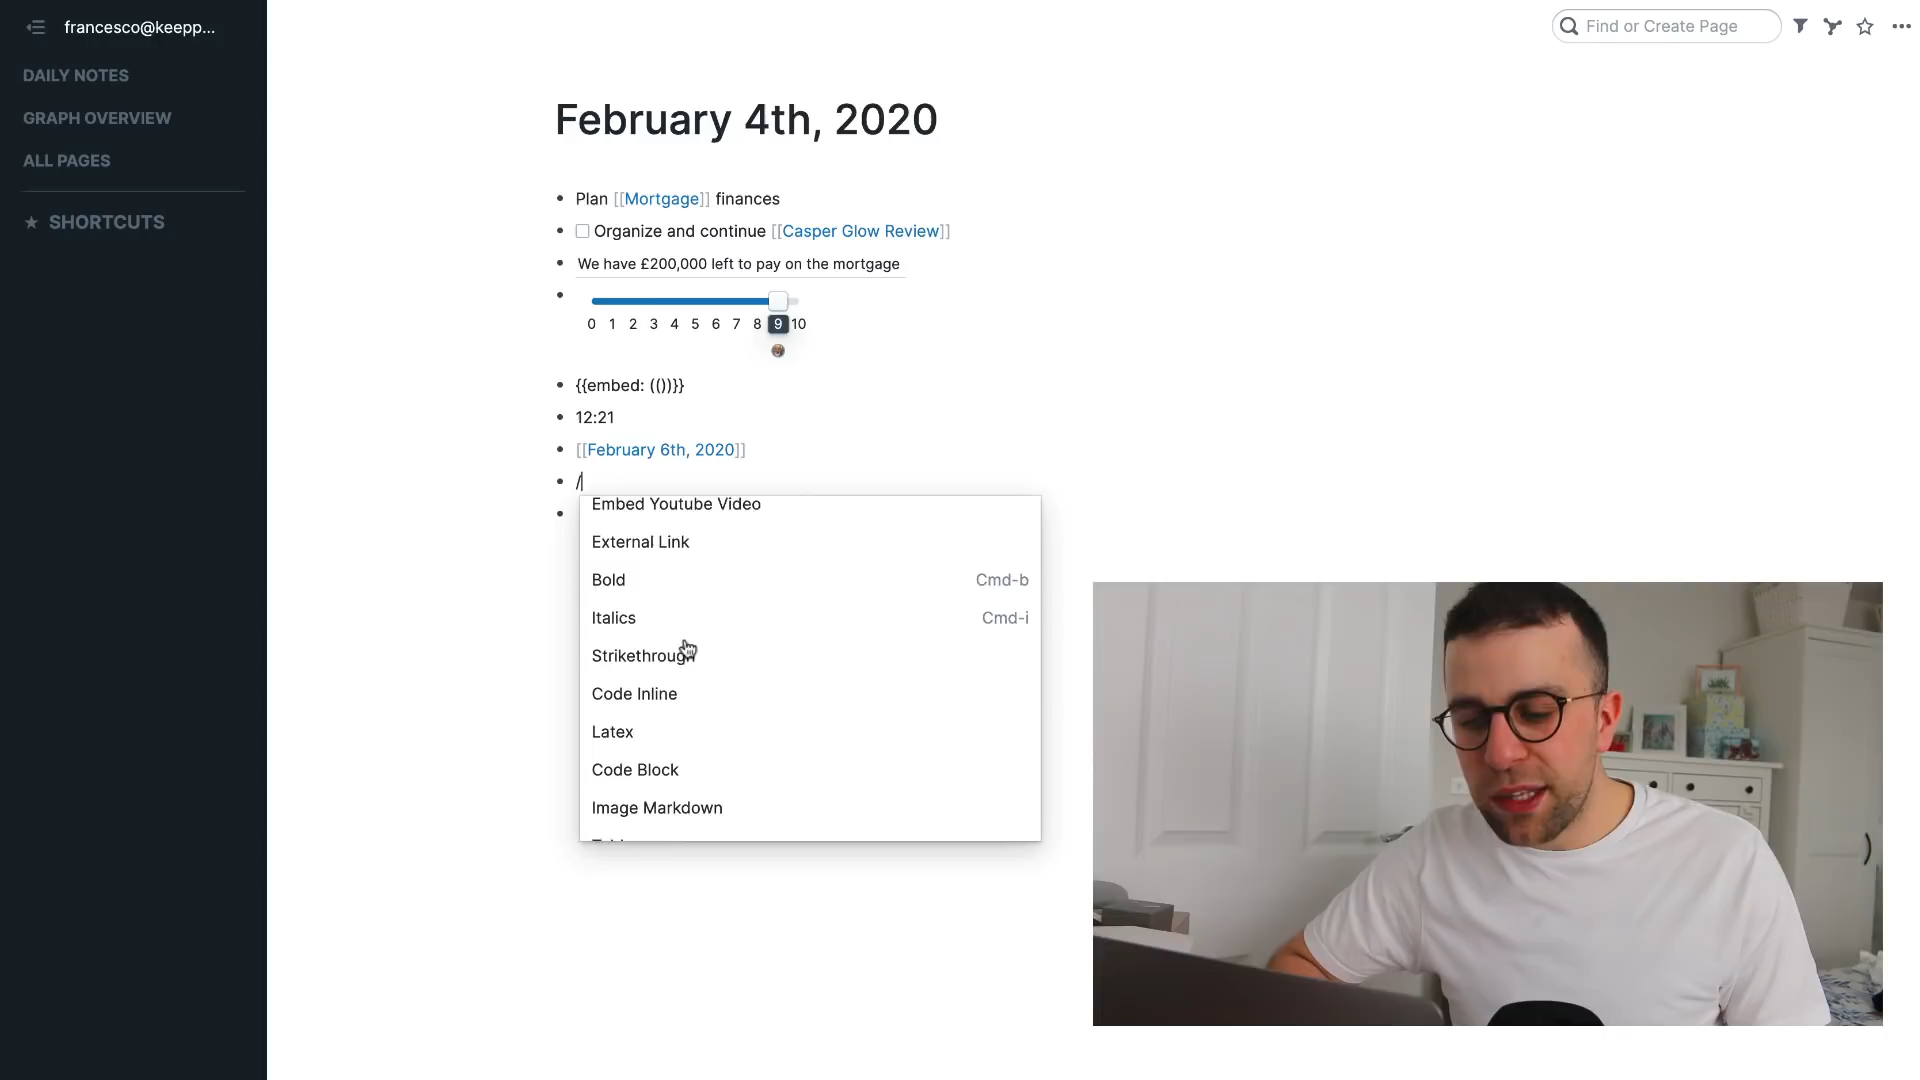 francesco@keepp...
DAILY NOTES
GRAPH OVERVIEW
ALL PAGES
★ SHORTCUTS
Find or Create Page
February 4th, 2020
Plan [[Mortgage]] finances
Organize and continue [[Casper Glow Review]]
We have £200,000 left to pay on the mortgage
0 1 2 3 4 5 6 7 8 9 10
{{embed: (())}}
12:21
[[February 6th, 2020]]
/
Embed Youtube Video
External Link
Bold Cmd-b
Italics Cmd-i
Strikethrough
Code Inline
Latex
Code Block
Image Markdown